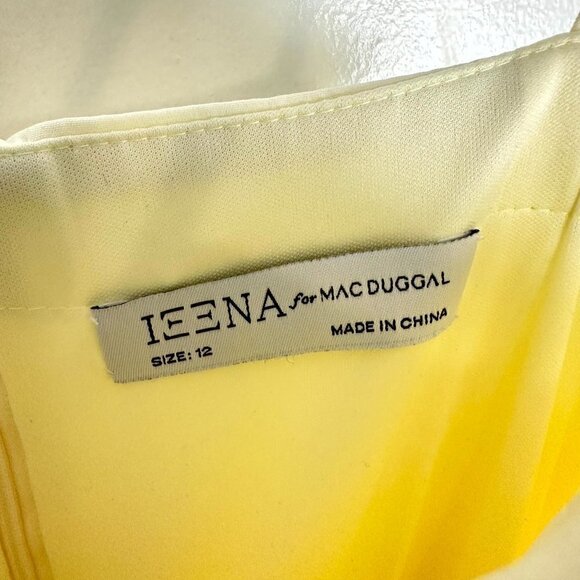 IEENA for MAC DUGGAL
SIZE: 12 MADE IN CHINA